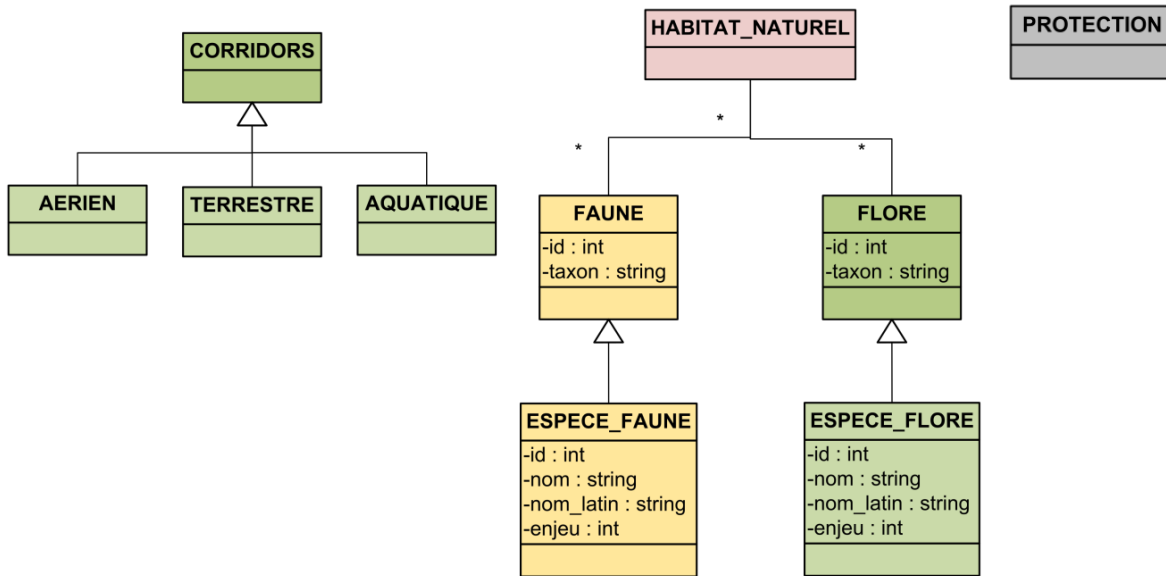 CORRIDORS
HABITAT_NATUREL
PROTECTION
*
*
*
AERIEN
TERRESTRE
AQUATIQUE
FAUNE
-id : int
-taxon : string
FLORE
-id : int
-taxon : string
ESPECE_FAUNE
-id : int
-nom : string
-nom_latin : string
-enjeu : int
ESPECE_FLORE
-id : int
-nom : string
-nom_latin : string
-enjeu : int